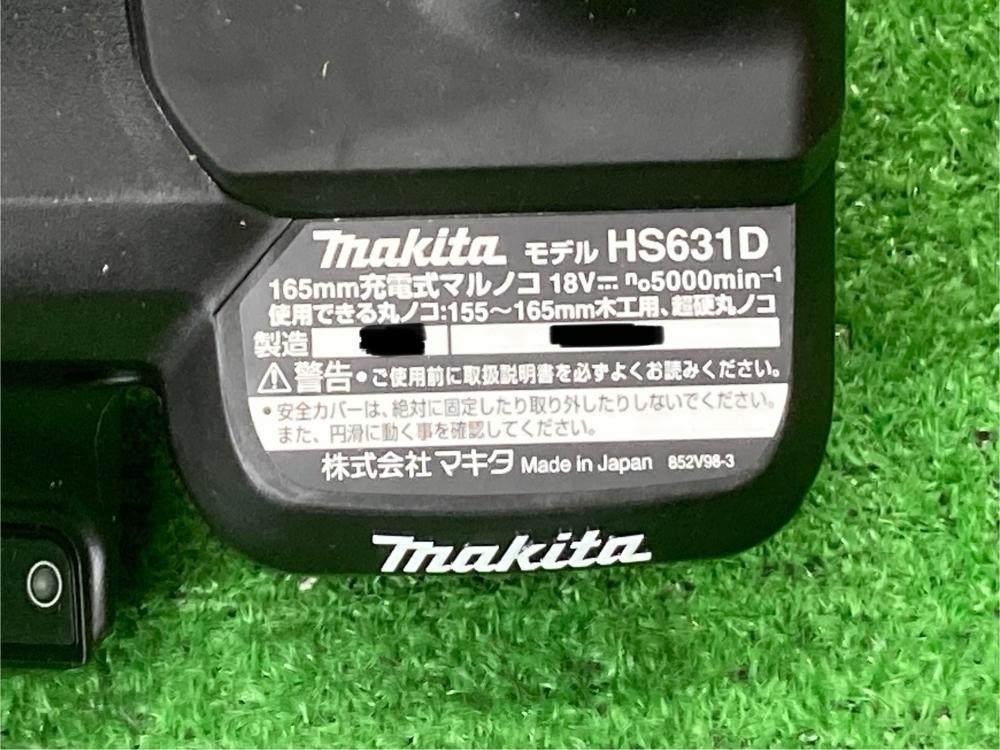 makita モデル HS631D
165mm充電式マルノコ 18V⎓ n₀5000min⁻¹
使用できる丸ノコ:155～165mm木工用、超硬丸ノコ
製造
⚠警告 • ご使用前に取扱説明書を必ずよくお読みください。
• 安全カバーは、絶対に固定したり取り外したりしないでください。
また、円滑に動く事を確認してください。
株式会社 マキタ Made in Japan 852V98-3
makita